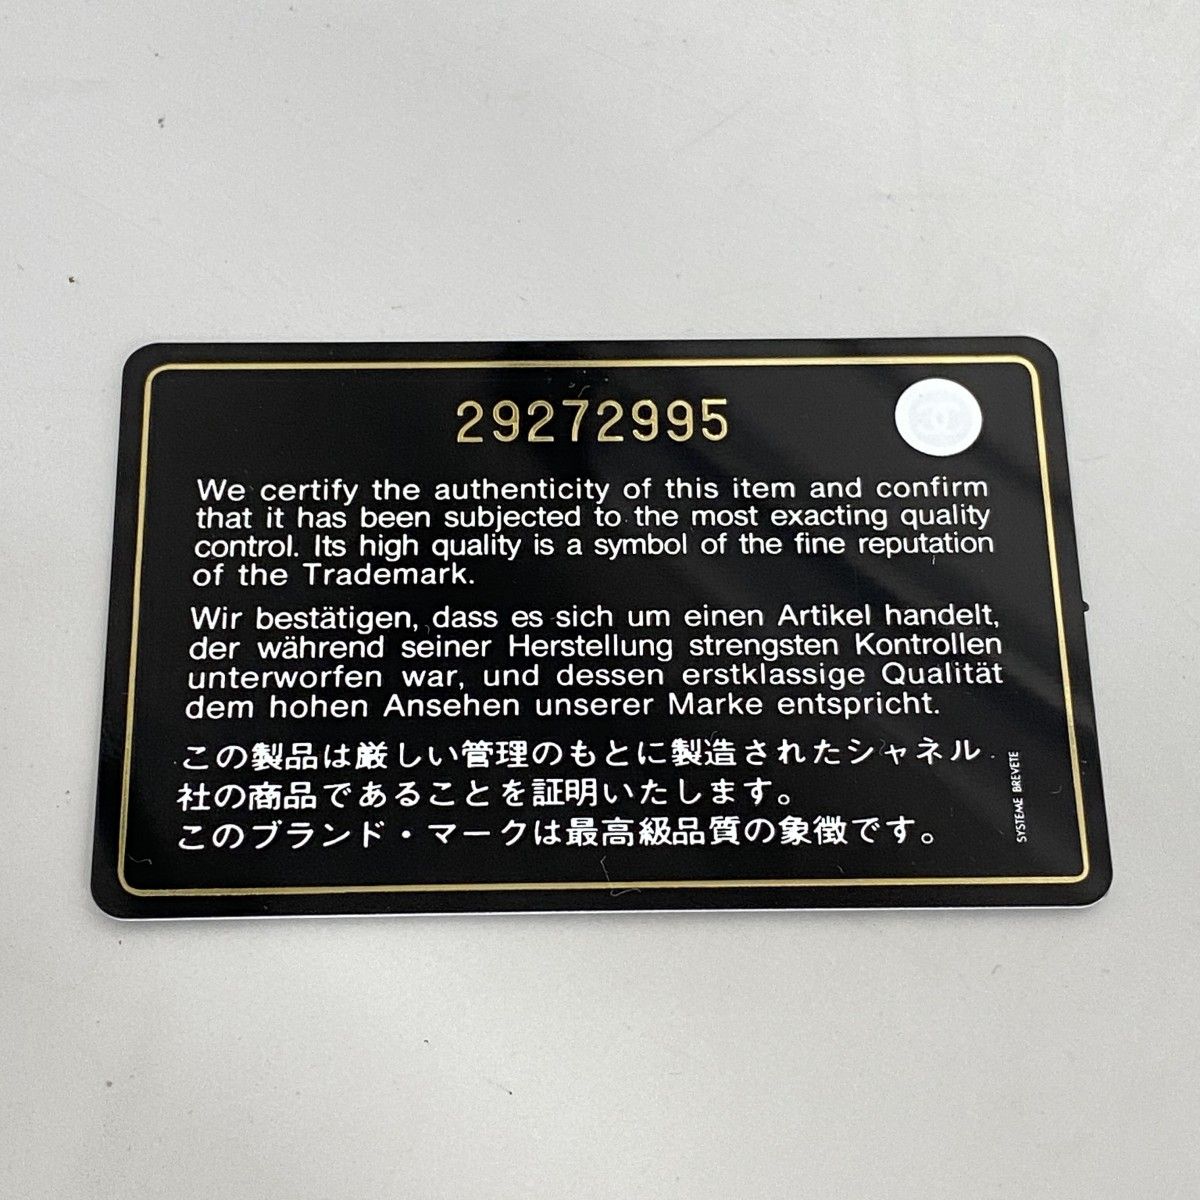 29272995
We certify the authenticity of this item and confirm
that it has been subjected to the most exacting quality
control. Its high quality is a symbol of the fine reputation
of the Trademark.
Wir bestätigen, dass es sich um einen Artikel handelt,
der während seiner Herstellung strengsten Kontrollen
unterworfen war, und dessen erstklassige Qualität
dem hohen Ansehen unserer Marke entspricht.
この製品は厳しい管理のもとに製造されたシャネル
社の商品であることを証明いたします。
このブランド・マークは最高級品質の象徴です。
SYSTEME BREVETE